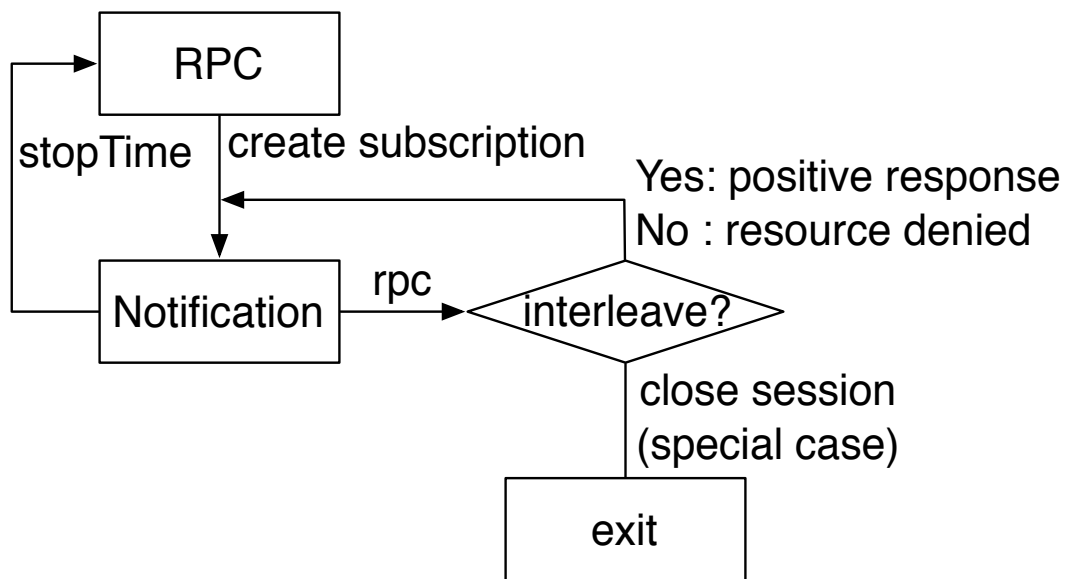 RPC
stopTime
create subscription
Yes: positive response
No : resource denied
Notification
rpc
interleave?
close session
(special case)
exit